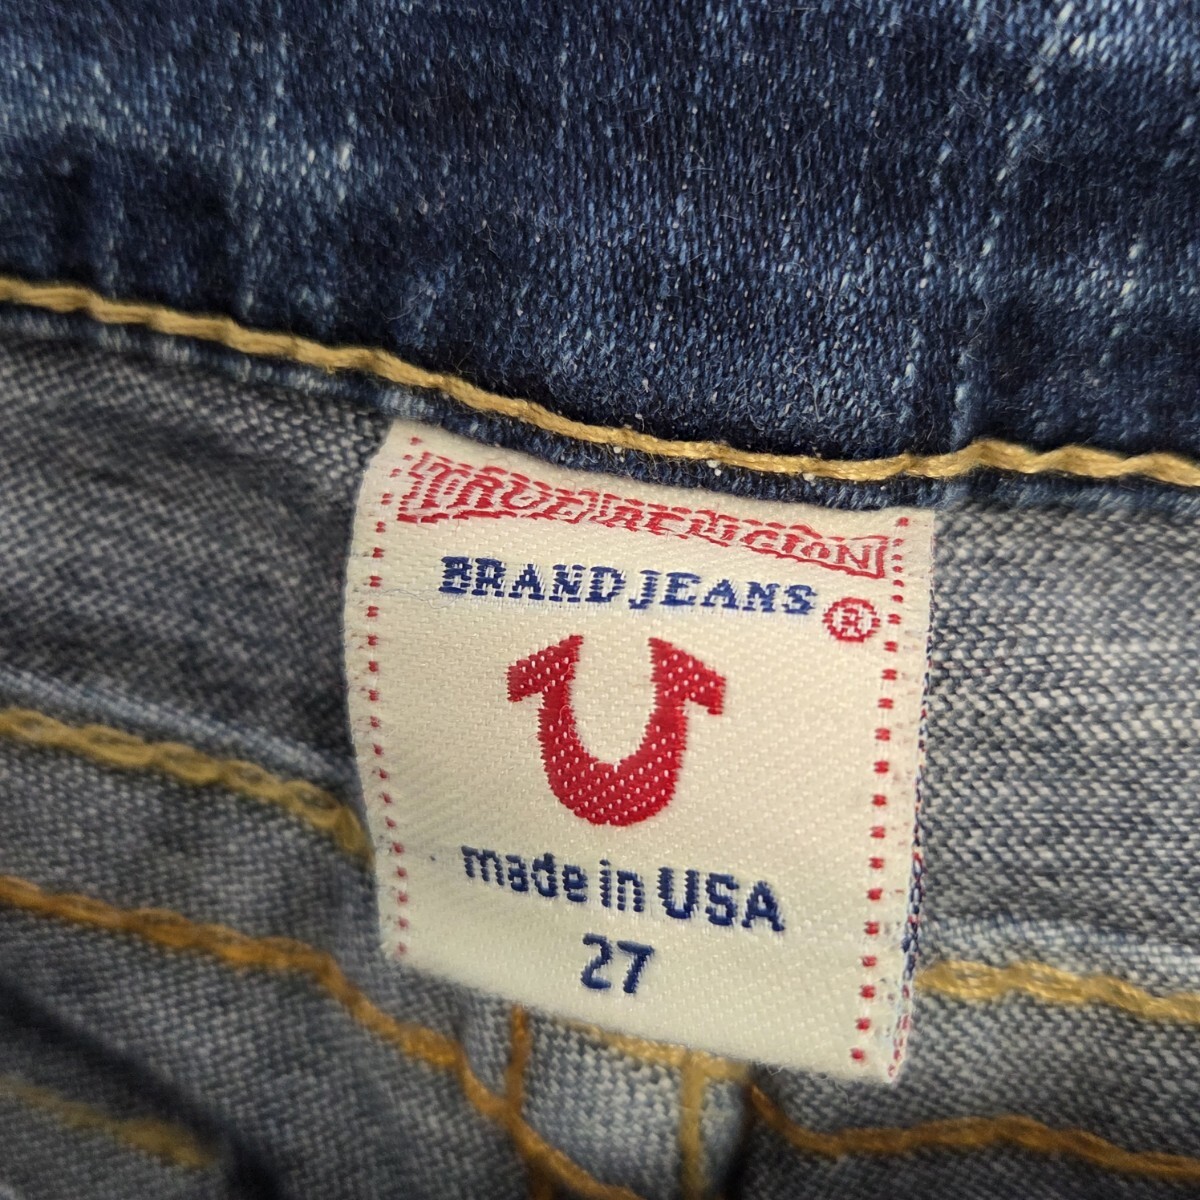 TRUE RELIGION
BRAND JEANS ®
made in USA
27